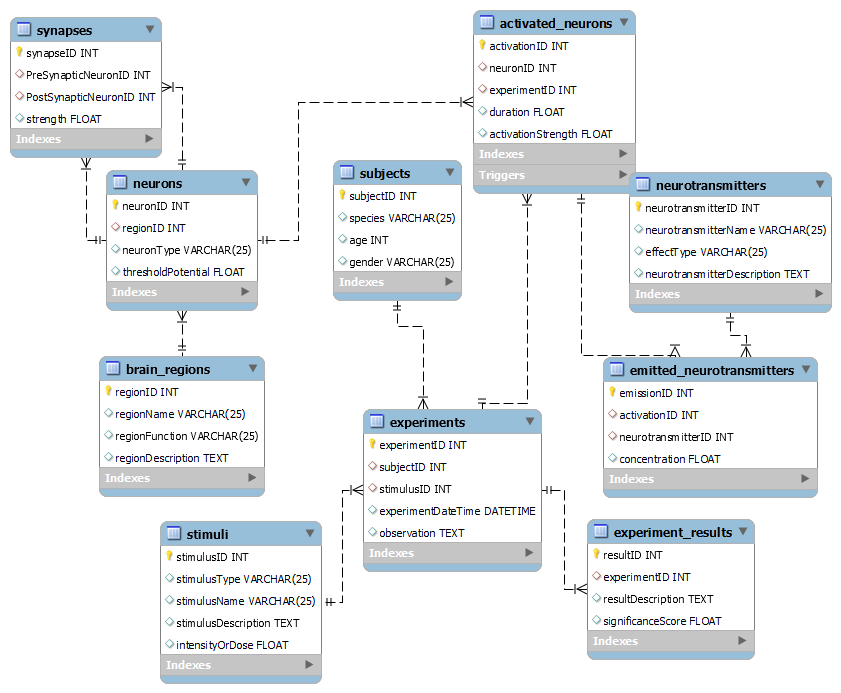 synapses
synapseID INT
PreSynapticNeuronID INT
PostSynapticNeuronID INT
strength FLOAT
Indexes
activated_neurons
activationID INT
neuronID INT
experimentID INT
duration FLOAT
activationStrength FLOAT
Indexes
Triggers
neurons
neuronID INT
regionID INT
neuronType VARCHAR(25)
thresholdPotential FLOAT
Indexes
subjects
subjectID INT
species VARCHAR(25)
age INT
gender VARCHAR(25)
Indexes
neurotransmitters
neurotransmitterID INT
neurotransmitterName VARCHAR(25)
effectType VARCHAR(25)
neurotransmitterDescription TEXT
Indexes
brain_regions
regionID INT
regionName VARCHAR(25)
regionFunction VARCHAR(25)
regionDescription TEXT
Indexes
emitted_neurotransmitters
emissionID INT
activationID INT
neurotransmitterID INT
concentration FLOAT
Indexes
experiments
experimentID INT
subjectID INT
stimulusID INT
experimentDateTime DATETIME
observation TEXT
Indexes
stimuli
stimulusID INT
stimulusType VARCHAR(25)
stimulusName VARCHAR(25)
stimulusDescription TEXT
intensityOrDose FLOAT
Indexes
experiment_results
resultID INT
experimentID INT
resultDescription TEXT
significanceScore FLOAT
Indexes